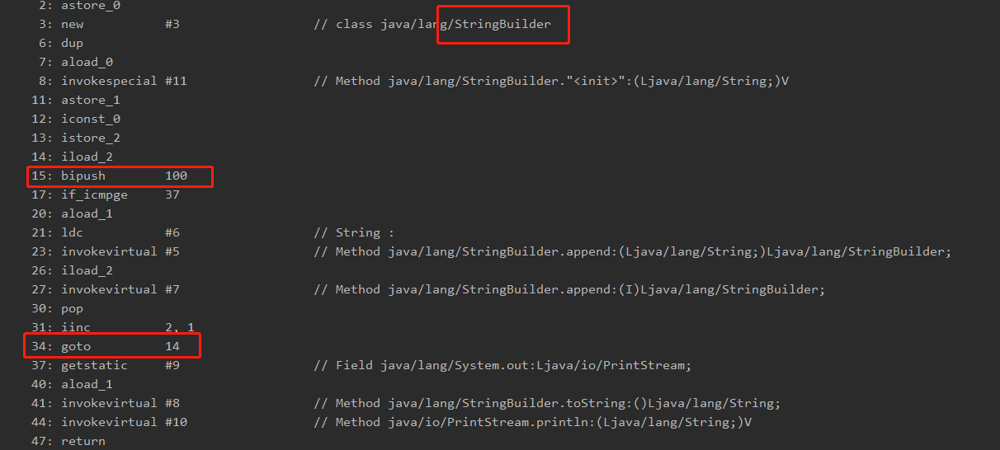 2: astore_0
3: new #3 // class java/lang/StringBuilder
6: dup
7: aload_0
8: invokespecial #11 // Method java/lang/StringBuilder."<init>":(Ljava/lang/String;)V
11: astore_1
12: iconst_0
13: istore_2
14: iload_2
15: bipush 100
17: if_icmpge 37
20: aload_1
21: ldc #6 // String :
23: invokevirtual #5 // Method java/lang/StringBuilder.append:(Ljava/lang/String;)Ljava/lang/StringBuilder;
26: iload_2
27: invokevirtual #7 // Method java/lang/StringBuilder.append:(I)Ljava/lang/StringBuilder;
30: pop
31: iinc 2, 1
34: goto 14
37: getstatic #9 // Field java/lang/System.out:Ljava/io/PrintStream;
40: aload_1
41: invokevirtual #8 // Method java/lang/StringBuilder.toString:()Ljava/lang/String;
44: invokevirtual #10 // Method java/io/PrintStream.println:(Ljava/lang/String;)V
47: return